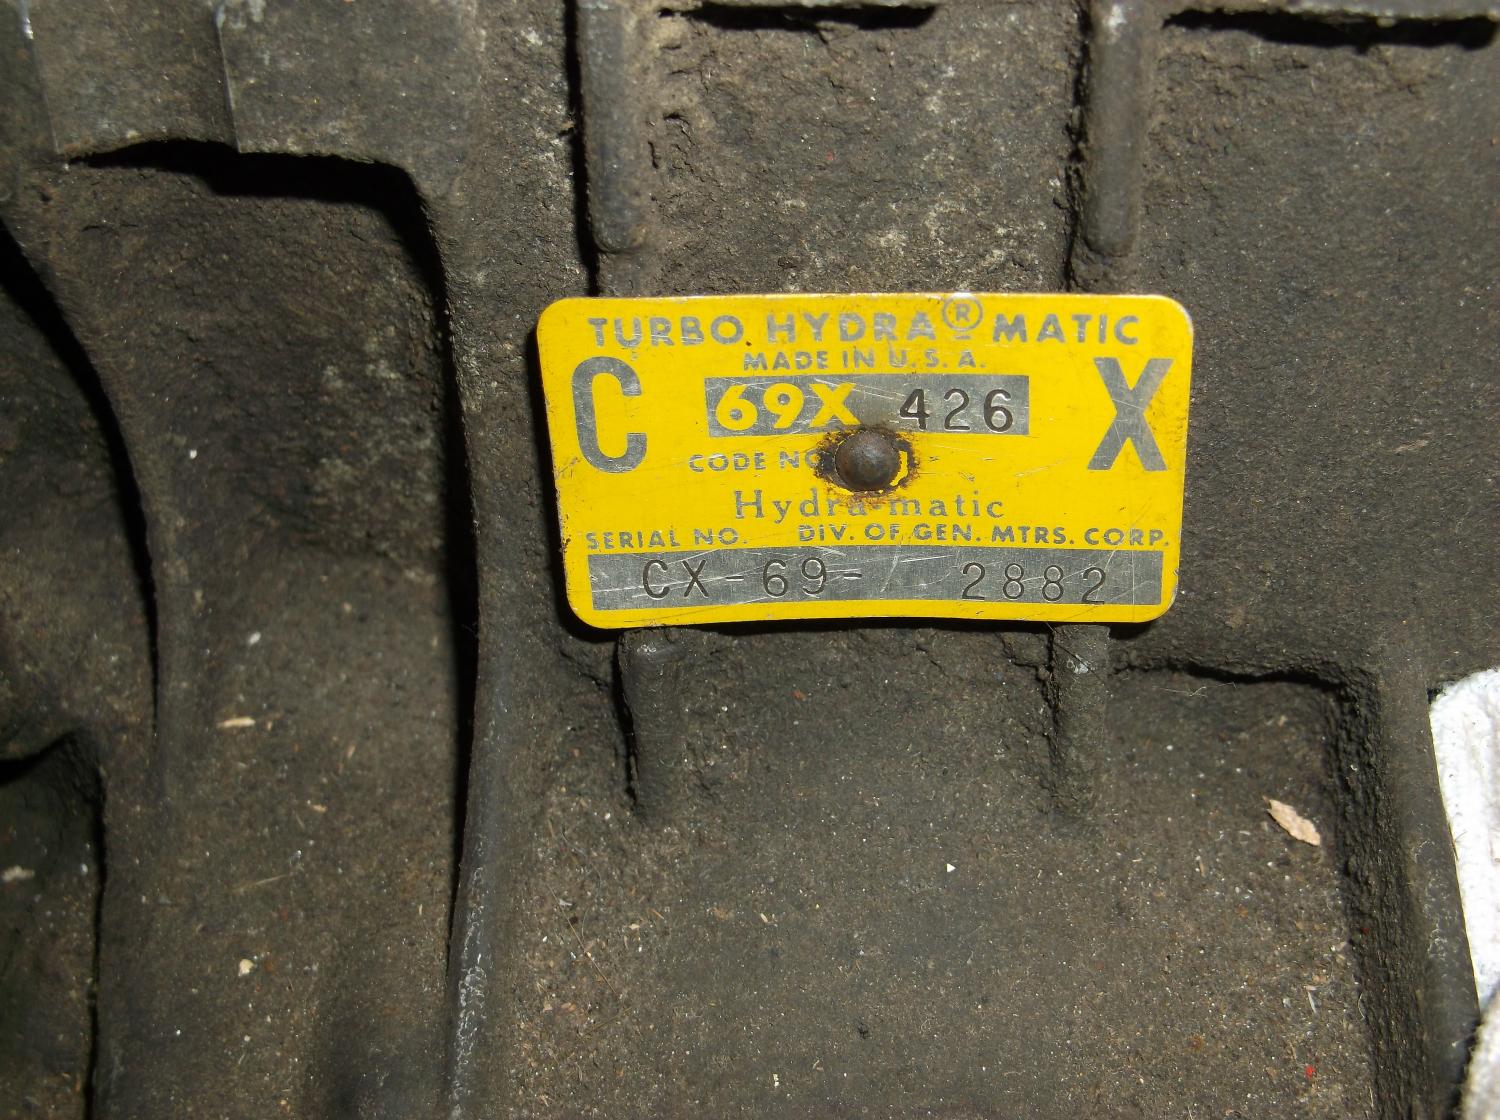 TURBO HYDRA-MATIC ®
MADE IN U.S.A.
C 69X 426 X
CODE NO
Hydra-matic
SERIAL NO. DIV. OF GEN. MTRS. CORP.
CX-69- 2882